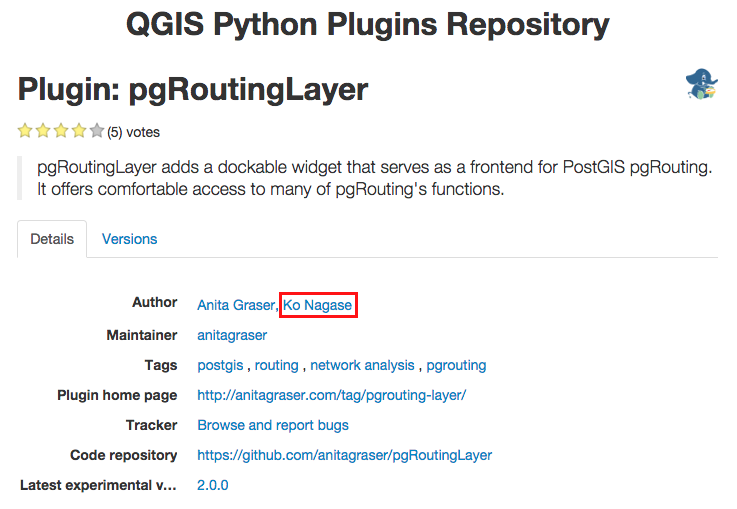 QGIS Python Plugins Repository
Plugin: pgRoutingLayer
(5) votes
pgRoutingLayer adds a dockable widget that serves as a frontend for PostGIS pgRouting.
It offers comfortable access to many of pgRouting's functions.
Details Versions
Author Anita Graser, Ko Nagase
Maintainer anitagraser
Tags postgis , routing , network analysis , pgrouting
Plugin home page http://anitagraser.com/tag/pgrouting-layer/
Tracker Browse and report bugs
Code repository https://github.com/anitagraser/pgRoutingLayer
Latest experimental v... 2.0.0